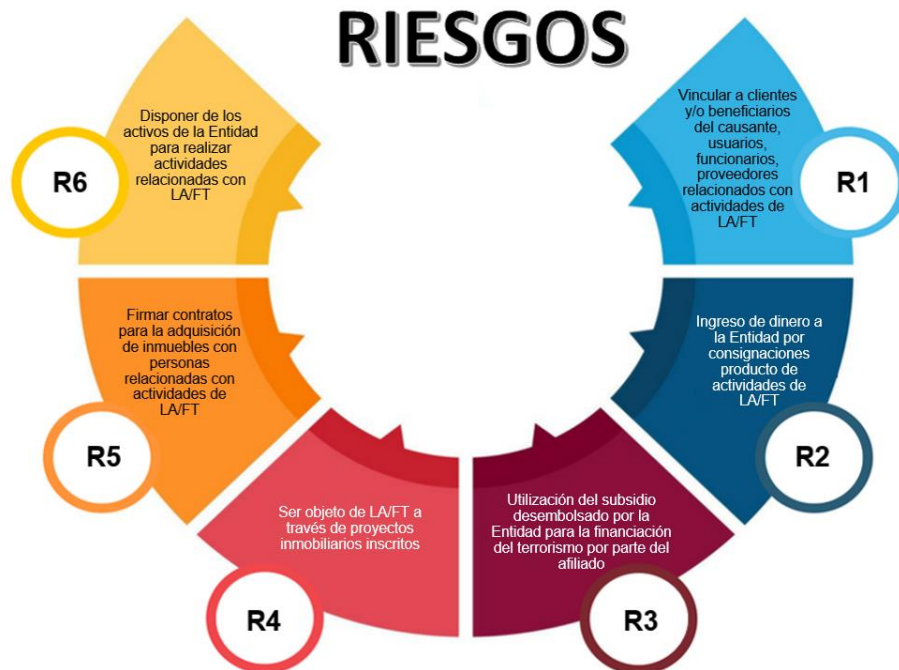 RIESGOS
Vincular a clientes
y/o beneficiarios
del causante,
usuarios,
funcionarios,
proveedores
relacionados con
actividades de
LA/FT
R1
Ingreso de dinero a
la Entidad por
consignaciones
producto de
actividades de
LA/FT
R2
Utilización del subsidio
desembolsado por la
Entidad para la financiación
del terrorismo por parte del
afiliado
R3
Ser objeto de LA/FT a
través de proyectos
inmobiliarios inscritos
R4
Firmar contratos
para la adquisición
de inmuebles con
personas
relacionadas con
actividades de
LA/FT
R5
Disponer de los
activos de la Entidad
para realizar
actividades
relacionadas con
LA/FT
R6